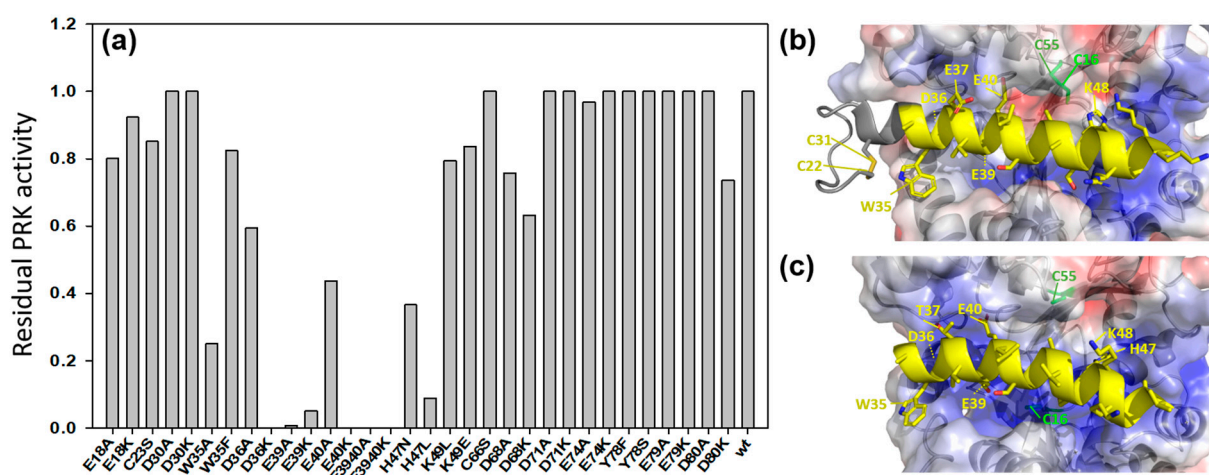 (a)
Residual PRK activity
1.2
1.0
0.8
0.6
0.4
0.2
0.0
E18A
E18K
C23S
D30A
D30K
W35A
W35F
D36A
D36K
E39A
E39K
E40A
E40K
E3940A
E3940K
H47N
H47L
K49L
K49E
C66S
D68A
D68K
D71A
D71K
E74A
E74K
Y78F
Y78S
E79A
E79K
D80A
D80K
wt
(b)
C55
C16
E37
E40
D36
K48
C31
C22
E39
W35
(c)
C55
T37
E40
D36
K48
H47
W35
E39
C16